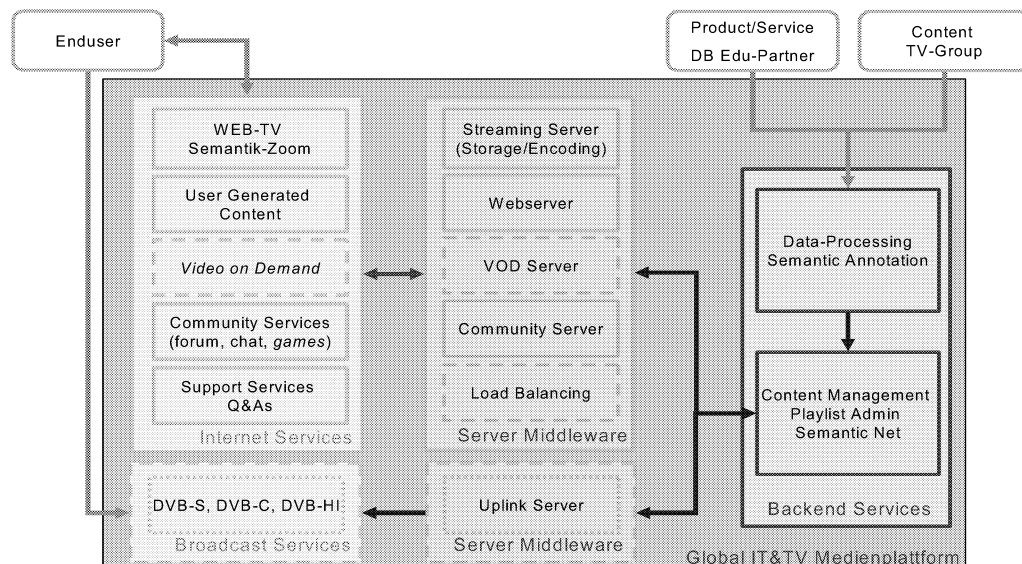 Enduser
Product/Service
DB Edu-Partner
Content
TV-Group
WEB-TV
Semantik-Zoom
User Generated
Content
Video on Demand
Community Services
(forum, chat, games)
Support Services
Q&As
Internet Services
Streaming Server
(Storage/Encoding)
Webserver
VOD Server
Community Server
Load Balancing
Server Middleware
Data-Processing
Semantic Annotation
Content Management
Playlist Admin
Semantic Net
Backend Services
DVB-S, DVB-C, DVB-HI
Broadcast Services
Uplink Server
Server Middleware
Global IT&TV Medienplattform